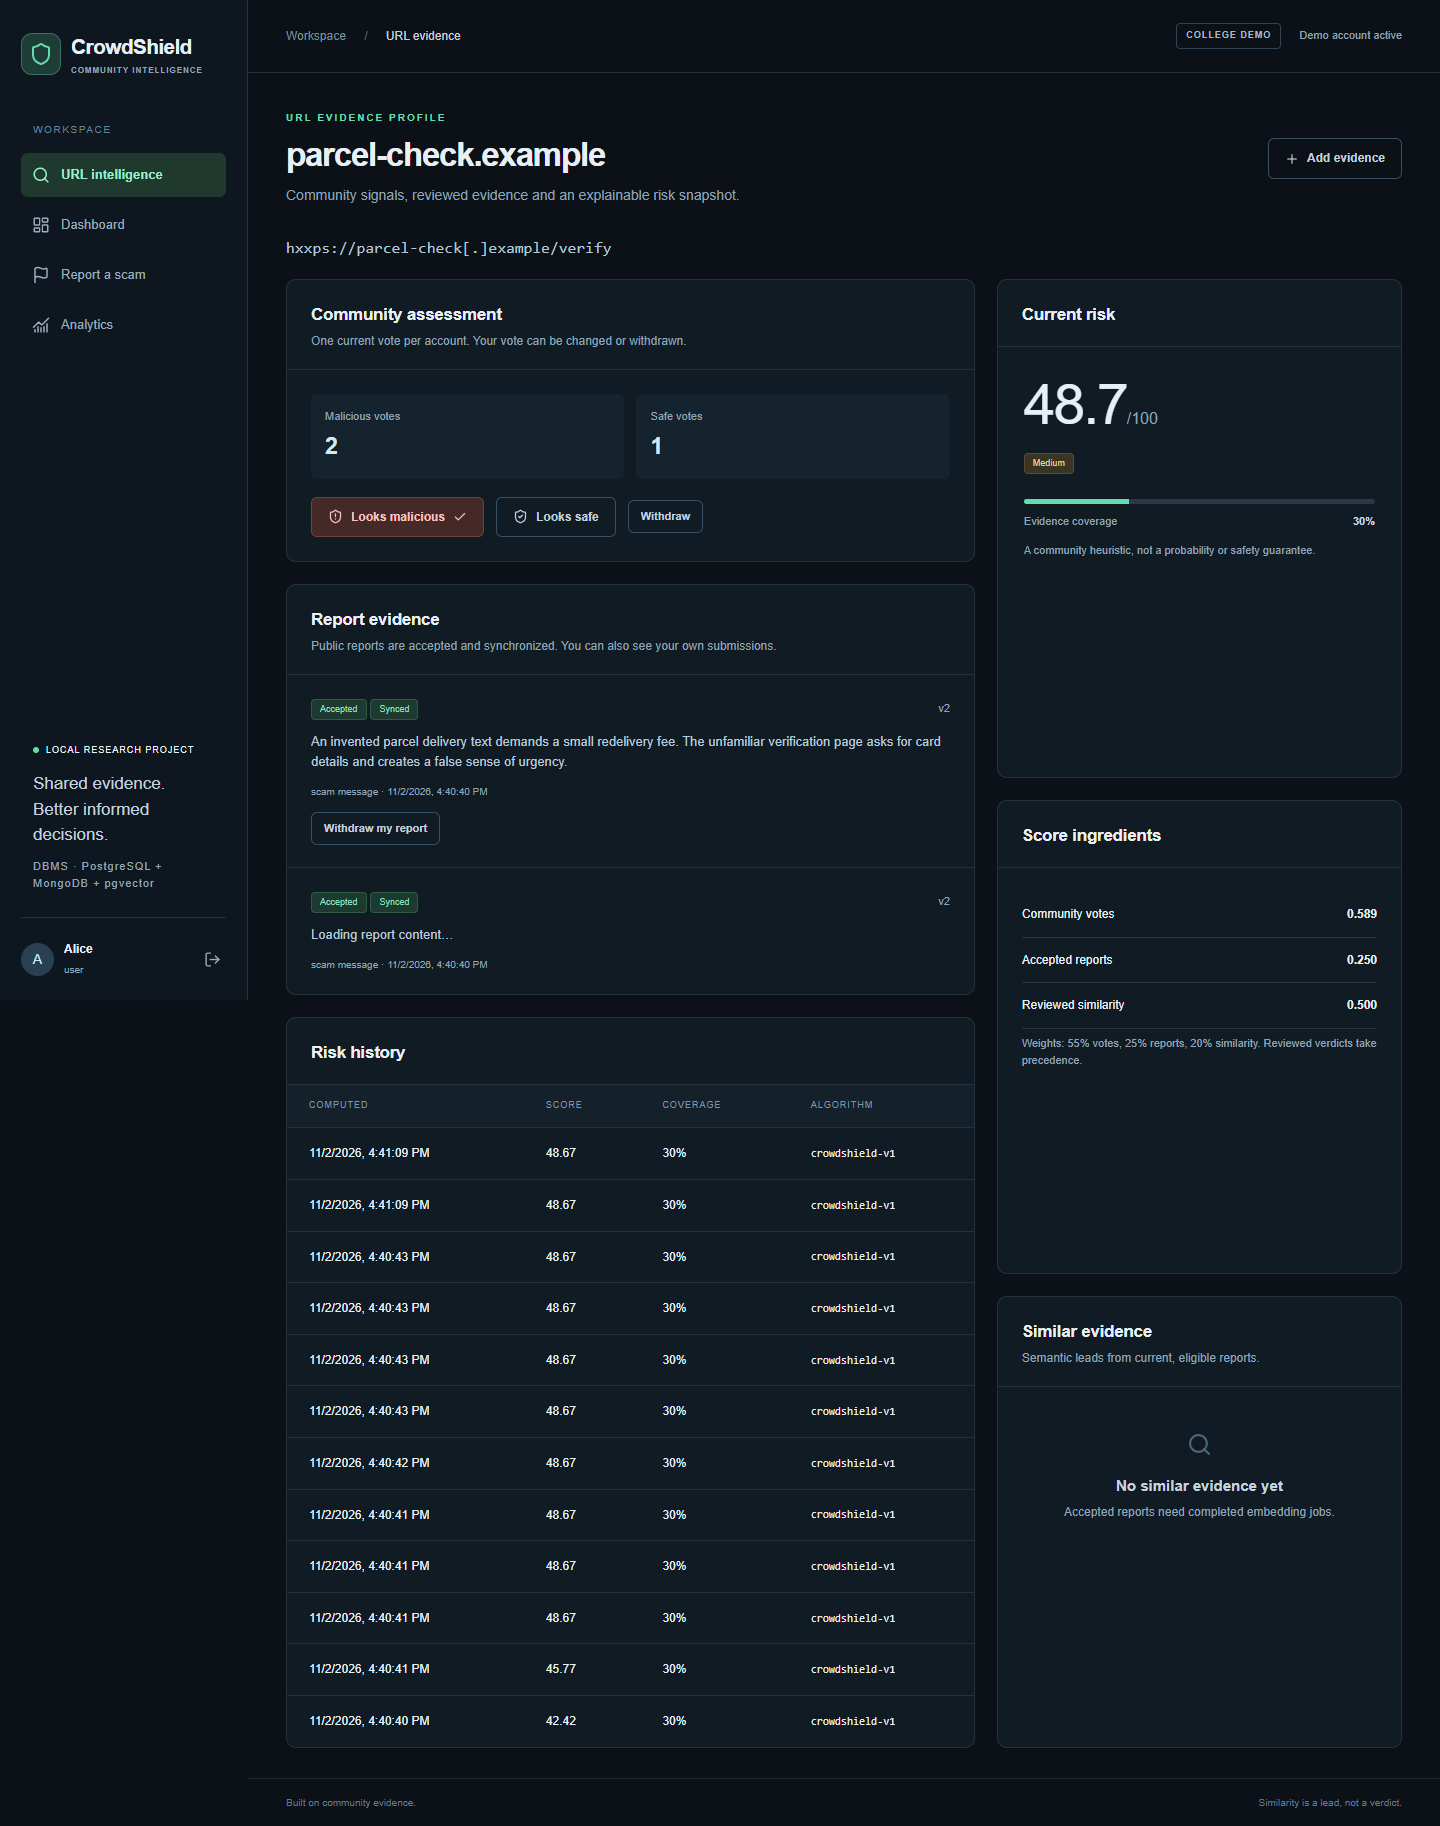 CrowdShield
COMMUNITY INTELLIGENCE
WORKSPACE
URL intelligence
Dashboard
Report a scam
Analytics
LOCAL RESEARCH PROJECT
Shared evidence.
Better informed
decisions.
DBMS · PostgreSQL +
MongoDB + pgvector
A
Alice
user
Workspace / URL evidence
COLLEGE DEMO
Demo account active
URL EVIDENCE PROFILE
parcel-check.example
Community signals, reviewed evidence and an explainable risk snapshot.
Add evidence
hxxps://parcel-check[.]example/verify
Community assessment
One current vote per account. Your vote can be changed or withdrawn.
Malicious votes
2
Safe votes
1
Looks malicious
Looks safe
Withdraw
Report evidence
Public reports are accepted and synchronized. You can also see your own submissions.
Accepted Synced v2
An invented parcel delivery text demands a small redelivery fee. The unfamiliar verification page asks for card
details and creates a false sense of urgency.
scam message · 11/2/2026, 4:40:40 PM
Withdraw my report
Accepted Synced v2
Loading report content…
scam message · 11/2/2026, 4:40:40 PM
Risk history
COMPUTED SCORE COVERAGE ALGORITHM
11/2/2026, 4:41:09 PM 48.67 30% crowdshield-v1
11/2/2026, 4:41:09 PM 48.67 30% crowdshield-v1
11/2/2026, 4:40:43 PM 48.67 30% crowdshield-v1
11/2/2026, 4:40:43 PM 48.67 30% crowdshield-v1
11/2/2026, 4:40:43 PM 48.67 30% crowdshield-v1
11/2/2026, 4:40:43 PM 48.67 30% crowdshield-v1
11/2/2026, 4:40:42 PM 48.67 30% crowdshield-v1
11/2/2026, 4:40:41 PM 48.67 30% crowdshield-v1
11/2/2026, 4:40:41 PM 48.67 30% crowdshield-v1
11/2/2026, 4:40:41 PM 48.67 30% crowdshield-v1
11/2/2026, 4:40:41 PM 45.77 30% crowdshield-v1
11/2/2026, 4:40:40 PM 42.42 30% crowdshield-v1
Current risk
48.7/100
Medium
Evidence coverage 30%
A community heuristic, not a probability or safety guarantee.
Score ingredients
Community votes 0.589
Accepted reports 0.250
Reviewed similarity 0.500
Weights: 55% votes, 25% reports, 20% similarity. Reviewed verdicts take
precedence.
Similar evidence
Semantic leads from current, eligible reports.
No similar evidence yet
Accepted reports need completed embedding jobs.
Built on community evidence.
Similarity is a lead, not a verdict.